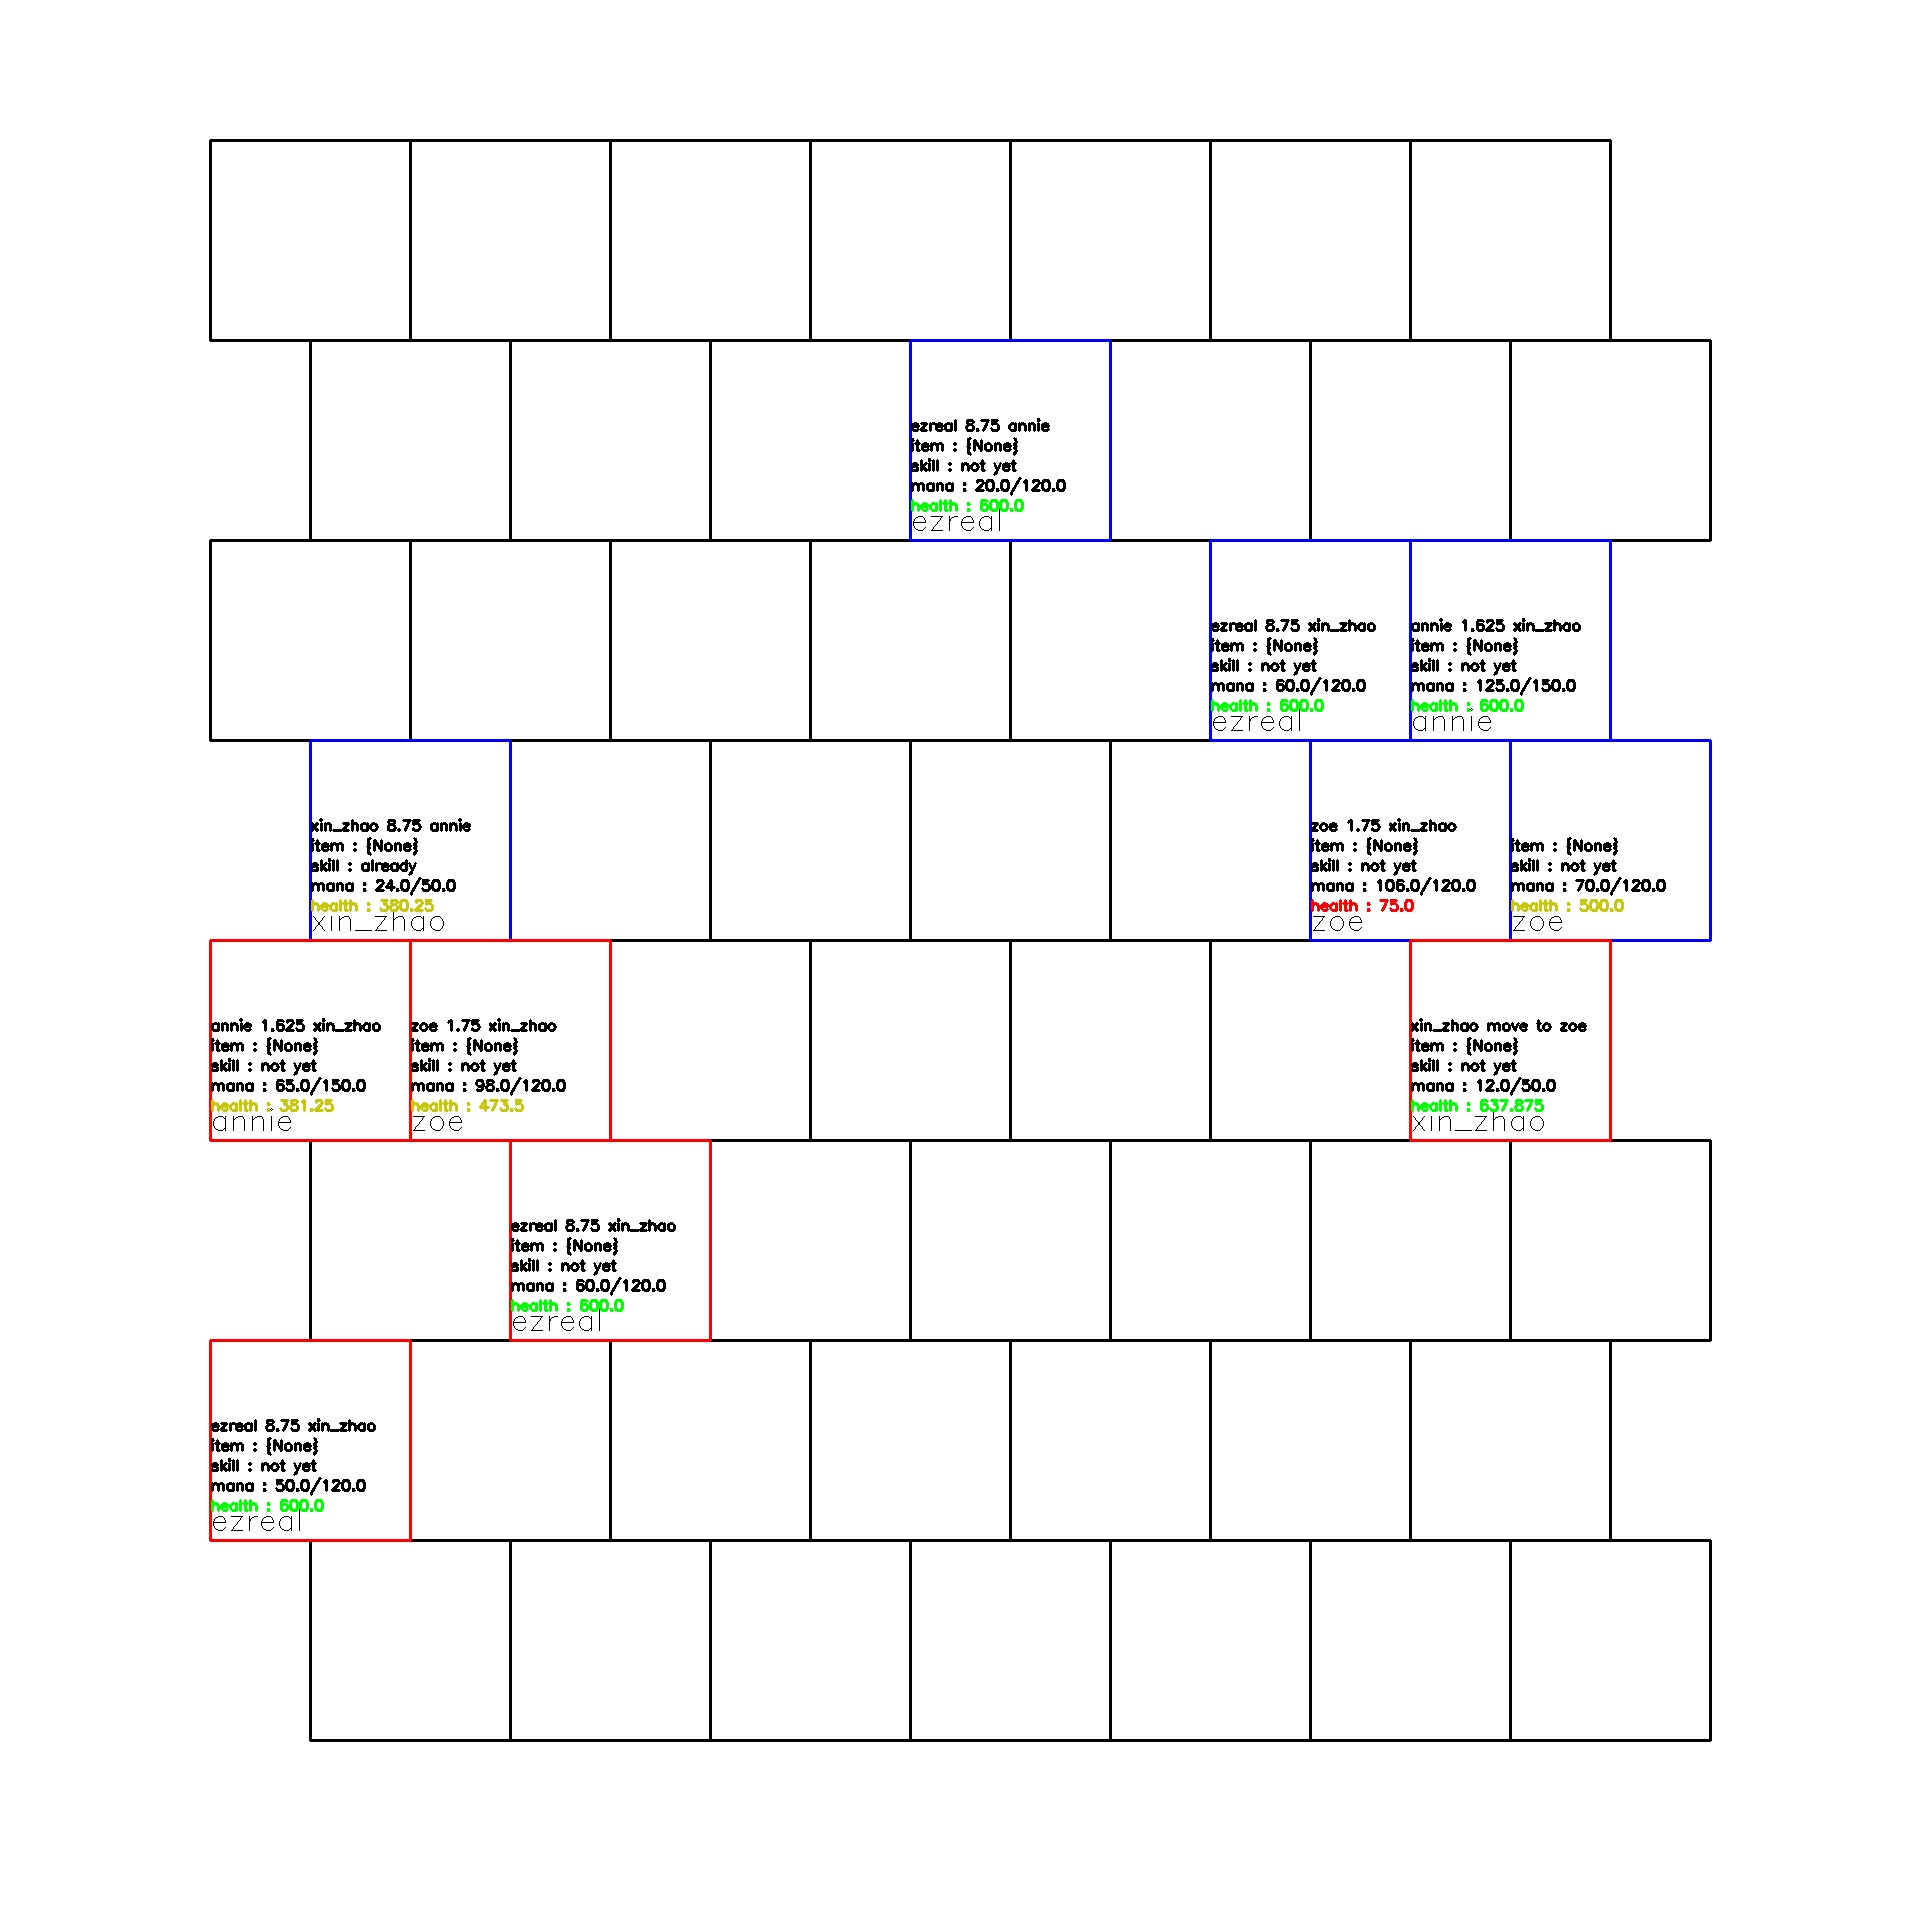 ezreal 8.75 annie
item : {None}
skill : not yet
mana : 20.0/120.0
health : 600.0
ezreal
ezreal 8.75 xin_zhao
item : {None}
skill : not yet
mana : 60.0/120.0
health : 600.0
ezreal
annie 1.625 xin_zhao
item : {None}
skill : not yet
mana : 125.0/150.0
health : 600.0
annie
xin_zhao 8.75 annie
item : {None}
skill : already
mana : 24.0/50.0
health : 380.25
xin_zhao
zoe 1.75 xin_zhao
item : {None}
skill : not yet
mana : 106.0/120.0
health : 75.0
zoe
item : {None}
skill : not yet
mana : 70.0/120.0
health : 500.0
zoe
annie 1.625 xin_zhao
item : {None}
skill : not yet
mana : 65.0/150.0
health : 381.25
annie
zoe 1.75 xin_zhao
item : {None}
skill : not yet
mana : 98.0/120.0
health : 473.5
zoe
xin_zhao move to zoe
item : {None}
skill : not yet
mana : 12.0/50.0
health : 637.875
xin_zhao
ezreal 8.75 xin_zhao
item : {None}
skill : not yet
mana : 60.0/120.0
health : 600.0
ezreal
ezreal 8.75 xin_zhao
item : {None}
skill : not yet
mana : 50.0/120.0
health : 600.0
ezreal